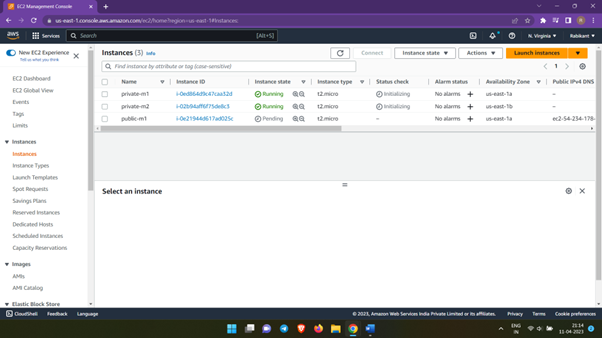 EC2 Management Console
us-east-1.console.aws.amazon.com/ec2/home?region=us-east-1#Instances:
aws Services Search [Alt+S] N. Virginia Rabikant
New EC2 Experience
Tell us what you think
EC2 Dashboard
EC2 Global View
Events
Tags
Limits
Instances
Instances
Instance Types
Launch Templates
Spot Requests
Savings Plans
Reserved Instances
Dedicated Hosts
Scheduled Instances
Capacity Reservations
Images
AMIs
AMI Catalog
Elastic Block Store
Instances (3) Info Connect Instance state Actions Launch instances
Find instance by attribute or tag (case-sensitive) 1
Name Instance ID Instance state Instance type Status check Alarm status Availability Zone Public IPv4 DNS
private-m1 i-0ed864d9c47caa32d Running t2.micro Initializing No alarms + us-east-1a –
private-m2 i-02b94aff6f75de8c3 Running t2.micro Initializing No alarms + us-east-1b –
public-m1 i-0e21944d617ad025c Pending t2.micro – No alarms + us-east-1a ec2-54-234-178-
Select an instance
CloudShell Feedback Language © 2023, Amazon Web Services India Private Limited or its affiliates. Privacy Terms Cookie preferences
ENG
IN
21:14
11-04-2023